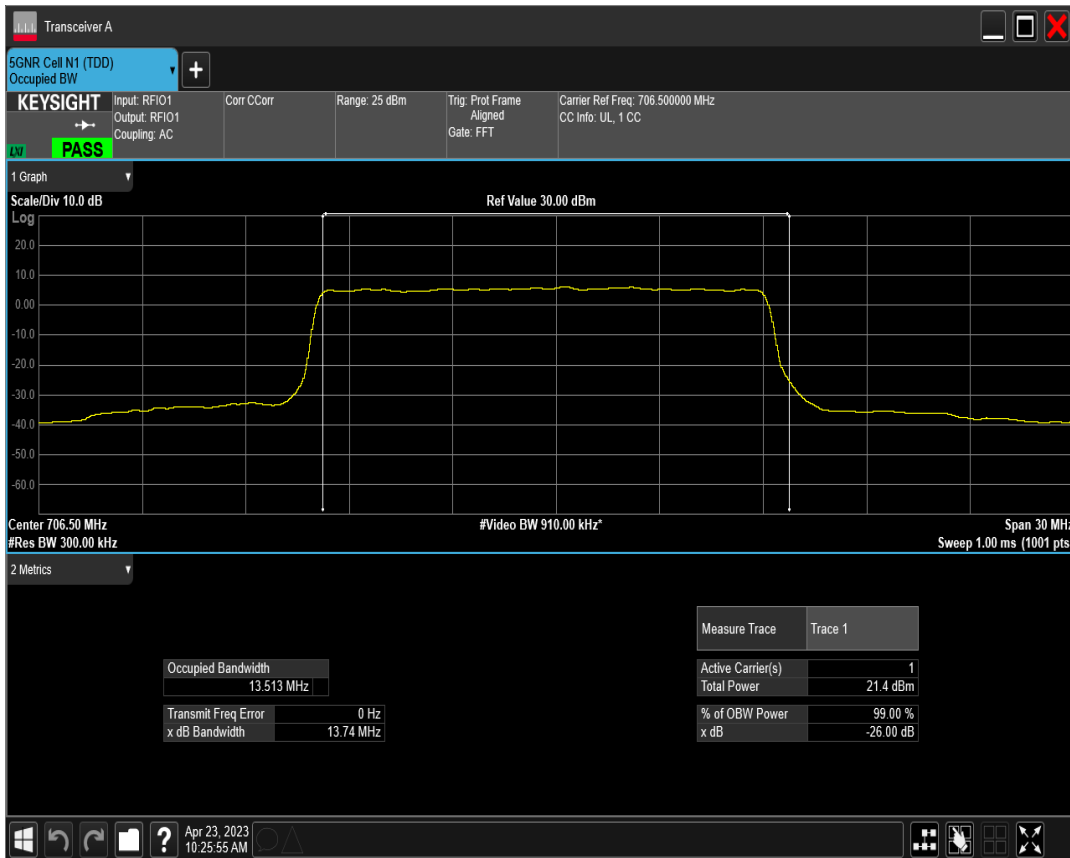 Transceiver A
5GNR Cell N1 (TDD)
Occupied BW
+
KEYSIGHT
LXI
PASS
Input: RFIO1
Output: RFIO1
Coupling: AC
Corr CCorr
Range: 25 dBm
Trig: Prot Frame
Aligned
Gate: FFT
Carrier Ref Freq: 706.500000 MHz
CC Info: UL, 1 CC
1 Graph
Scale/Div 10.0 dB
Ref Value 30.00 dBm
Log
20.0
10.0
0.00
-10.0
-20.0
-30.0
-40.0
-50.0
-60.0
Center 706.50 MHz
#Video BW 910.00 kHz*
Span 30 MHz
#Res BW 300.00 kHz
Sweep 1.00 ms (1001 pts
2 Metrics
Measure Trace Trace 1
Occupied Bandwidth
13.513 MHz
Active Carrier(s) 1
Total Power 21.4 dBm
Transmit Freq Error 0 Hz
x dB Bandwidth 13.74 MHz
% of OBW Power 99.00 %
x dB -26.00 dB
?
Apr 23, 2023
10:25:55 AM